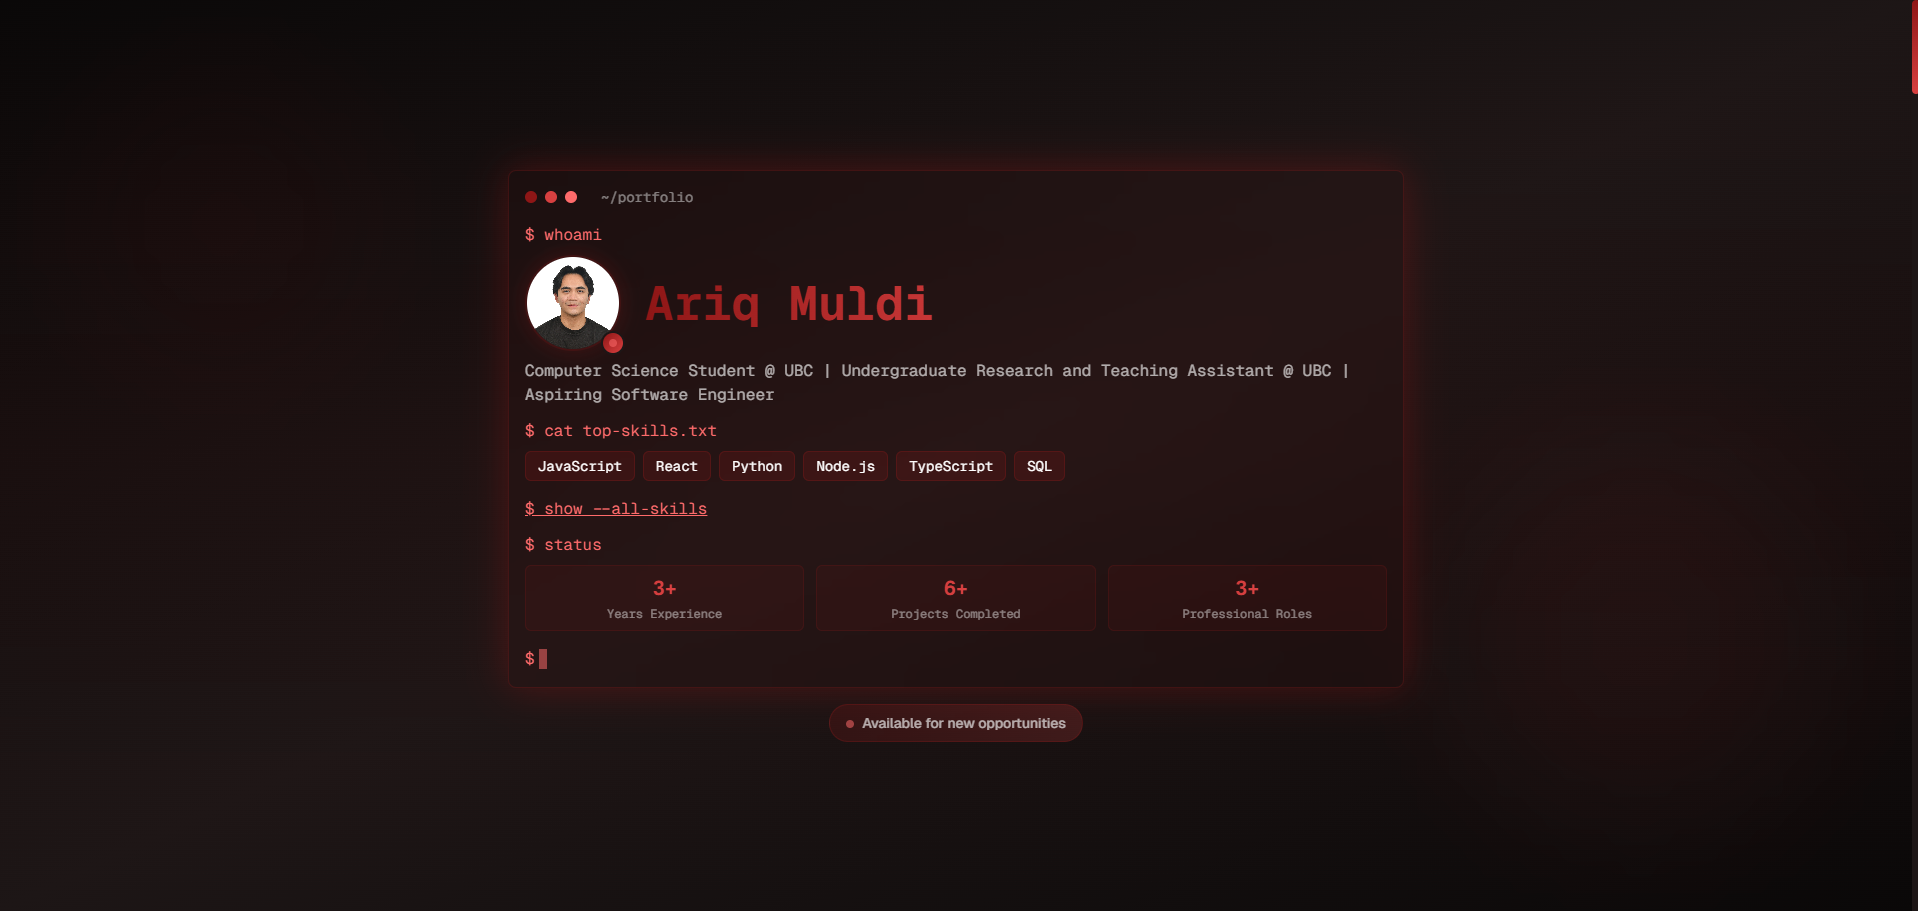 ~/portfolio
$ whoami
Ariq Muldi
Computer Science Student @ UBC | Undergraduate Research and Teaching Assistant @ UBC |
Aspiring Software Engineer
$ cat top-skills.txt
JavaScript React Python Node.js TypeScript SQL
$ show --all-skills
$ status
3+ 6+ 3+
Years Experience Projects Completed Professional Roles
$
Available for new opportunities